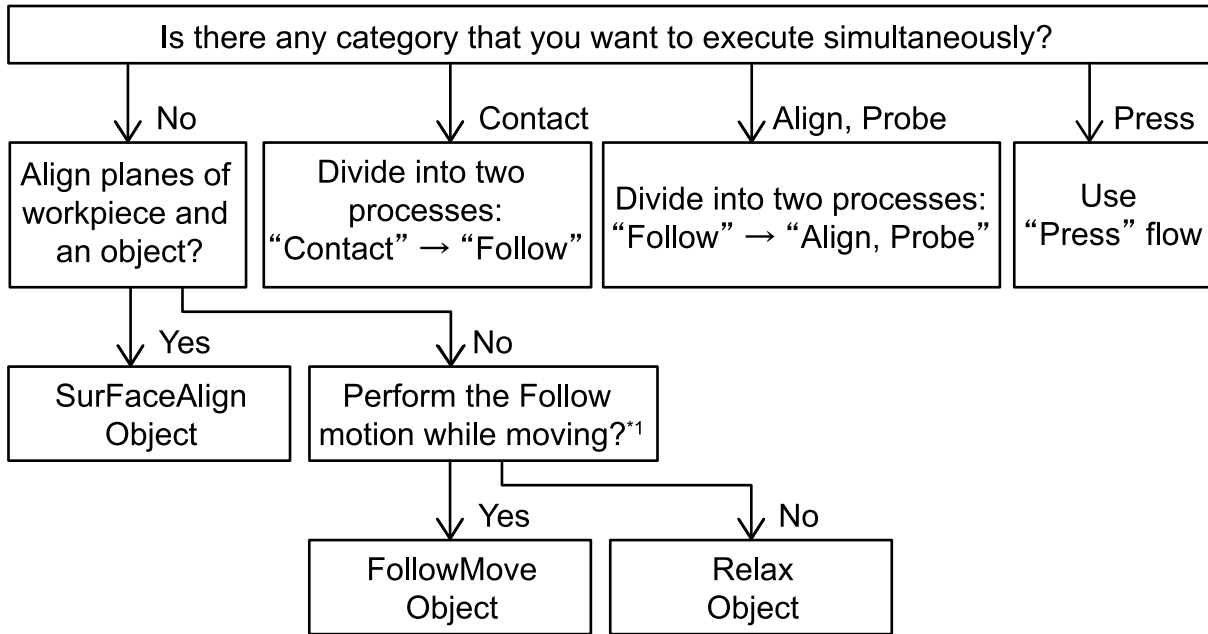 Is there any category that you want to execute simultaneously?
No
Contact
Align, Probe
Press
Align planes of
workpiece and
an object?
Divide into two
processes:
“Contact” → “Follow”
Divide into two processes:
“Follow” → “Align, Probe”
Use
“Press” flow
Yes
No
SurFaceAlign
Object
Perform the Follow
motion while moving?*1
Yes
No
FollowMove
Object
Relax
Object